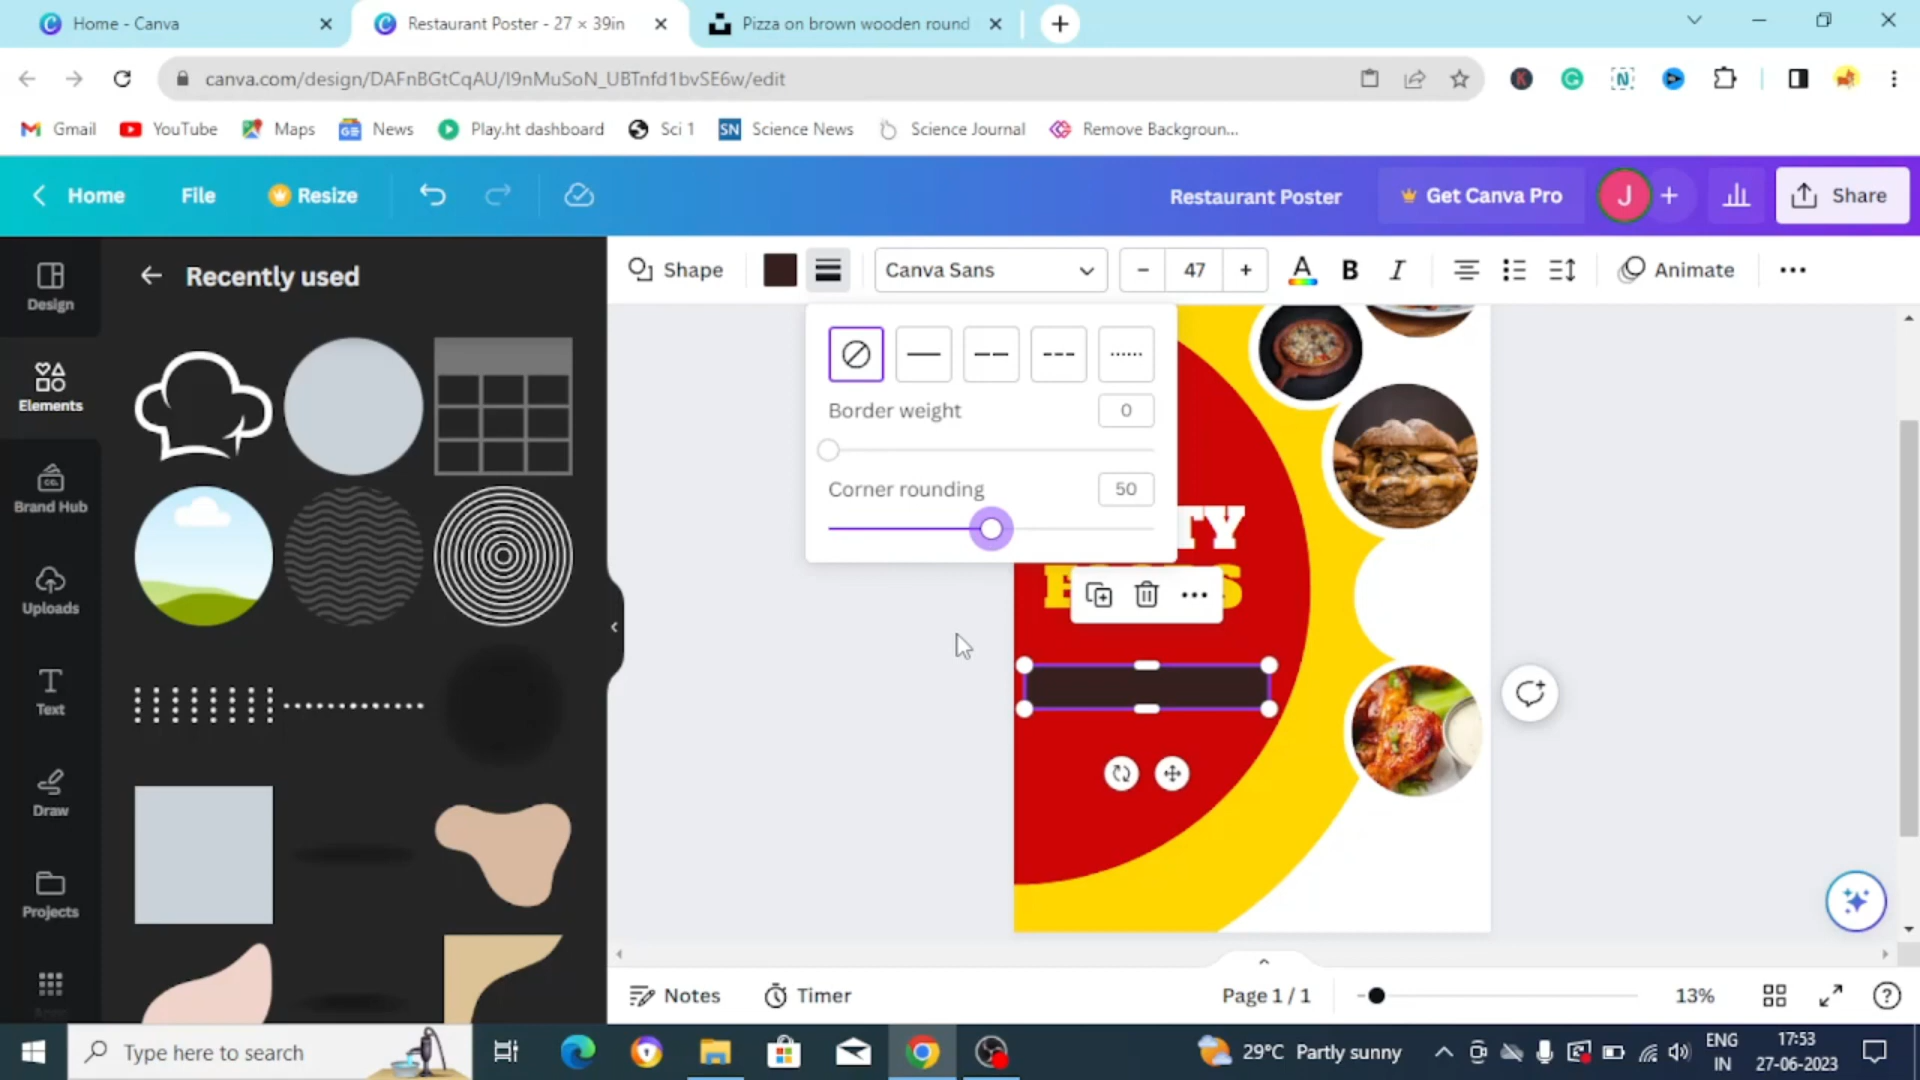 Home - Canva
Restaurant Poster - 27 × 39in
Pizza on brown wooden round
canva.com/design/DAFnBGtCqAU/I9nMuSoN_UBTnfd1bvSE6w/edit
Gmail
YouTube
Maps
News
Play.ht dashboard
Sci 1
SN
Science News
Science Journal
Remove Backgroun...
Home
File
Resize
Restaurant Poster
Get Canva Pro
J
Share
Design
Elements
Brand Hub
Uploads
Text
Draw
Projects
Apps
Recently used
Shape
Canva Sans
47
A
B
I
Animate
Border weight
0
Corner rounding
50
TY
Notes
Timer
Page 1 / 1
13%
Type here to search
29°C Partly sunny
ENG
IN
17:53
27-06-2023